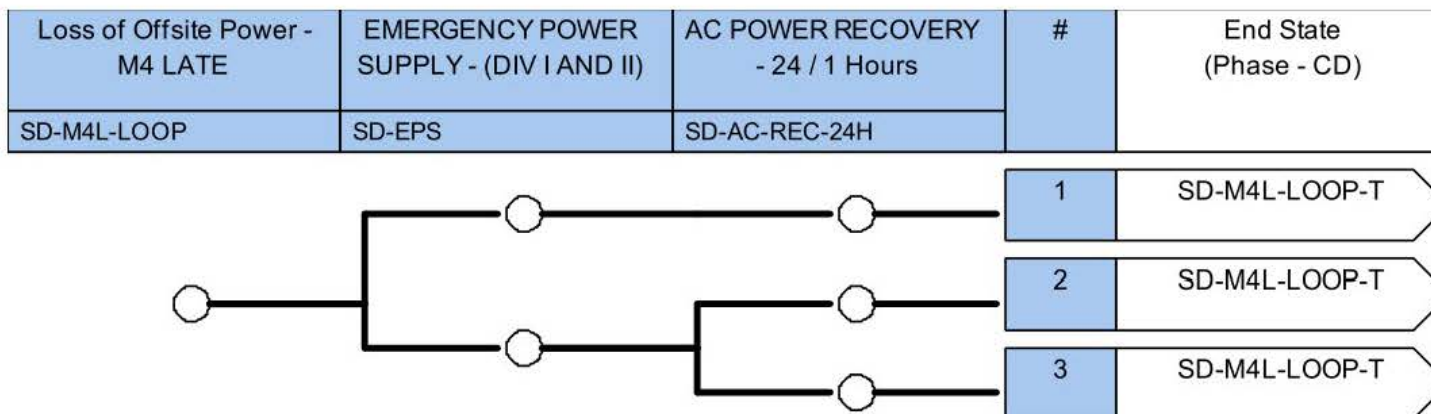 Loss of Offsite Power -
M4 LATE
EMERGENCY POWER
SUPPLY - (DIV I AND II)
AC POWER RECOVERY
- 24 / 1 Hours
#
End State
(Phase - CD)
SD-M4L-LOOP
SD-EPS
SD-AC-REC-24H
1
SD-M4L-LOOP-T
2
SD-M4L-LOOP-T
3
SD-M4L-LOOP-T